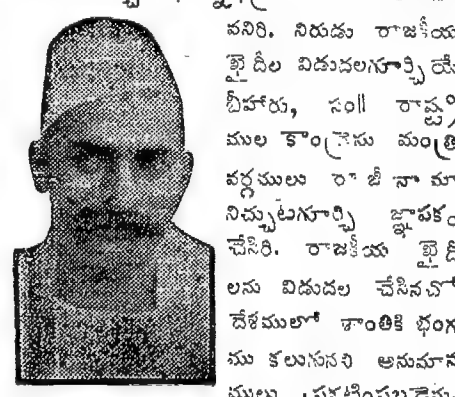 వనిరి. నిరుడు రాజకీయ
ఖైదీల విడుదలగూర్చి యే
బీహారు, సం|| రాష్ట్ర
ముల కాంగ్రెసు మంత్రి
వర్గములు రాజీనా మా
నిచ్చుటగూర్చి జ్ఞాపకం
చేసిరి. రాజకీయ ఖైదీ
లను విడుదల చేసినచో
దేశములో శాంతికి భంగ
ము కలుగునని అనుమాన
ములు